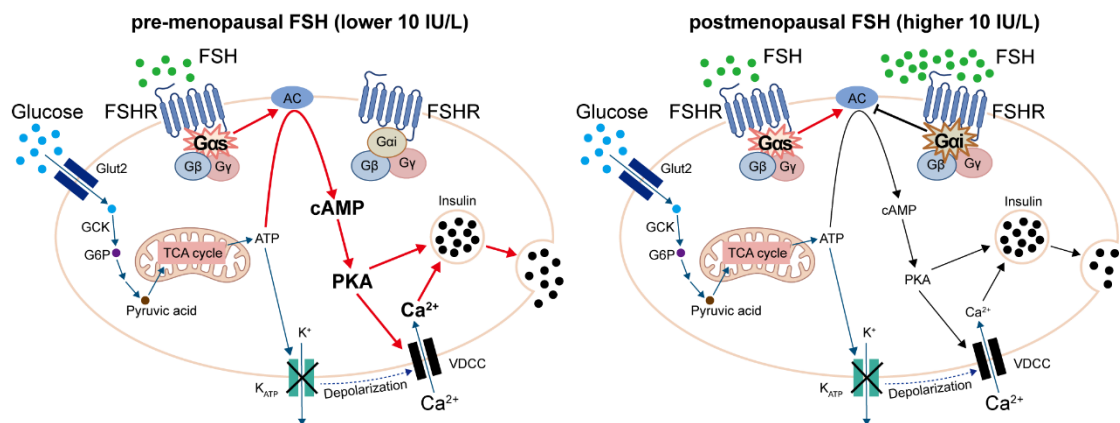 pre-menopausal FSH (lower 10 IU/L)
FSH
Glucose
FSHR
AC
FSHR
Gαs
Gαi
Gβ
Gγ
Gβ
Gγ
Glut2
GCK
cAMP
Insulin
G6P
TCA cycle
ATP
PKA
Pyruvic acid
Ca²⁺
K⁺
VDCC
K_ATP
Depolarization
Ca²⁺
postmenopausal FSH (higher 10 IU/L)
FSH
FSH
Glucose
FSHR
AC
FSHR
Gαs
Gαi
Gβ
Gγ
Gβ
Gγ
Glut2
GCK
cAMP
Insulin
G6P
TCA cycle
ATP
PKA
Pyruvic acid
Ca²⁺
K⁺
VDCC
K_ATP
Depolarization
Ca²⁺